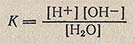 K = [H+] [OH−] / [H₂O]